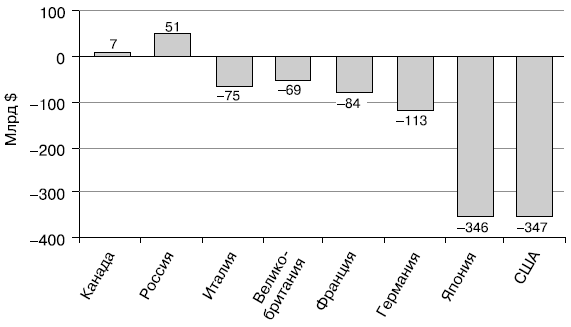 Млрд $
100
0
–100
–200
–300
–400
7
51
–75
–69
–84
–113
–346
–347
Канада
Россия
Италия
Велико-
британия
Франция
Германия
Япония
США